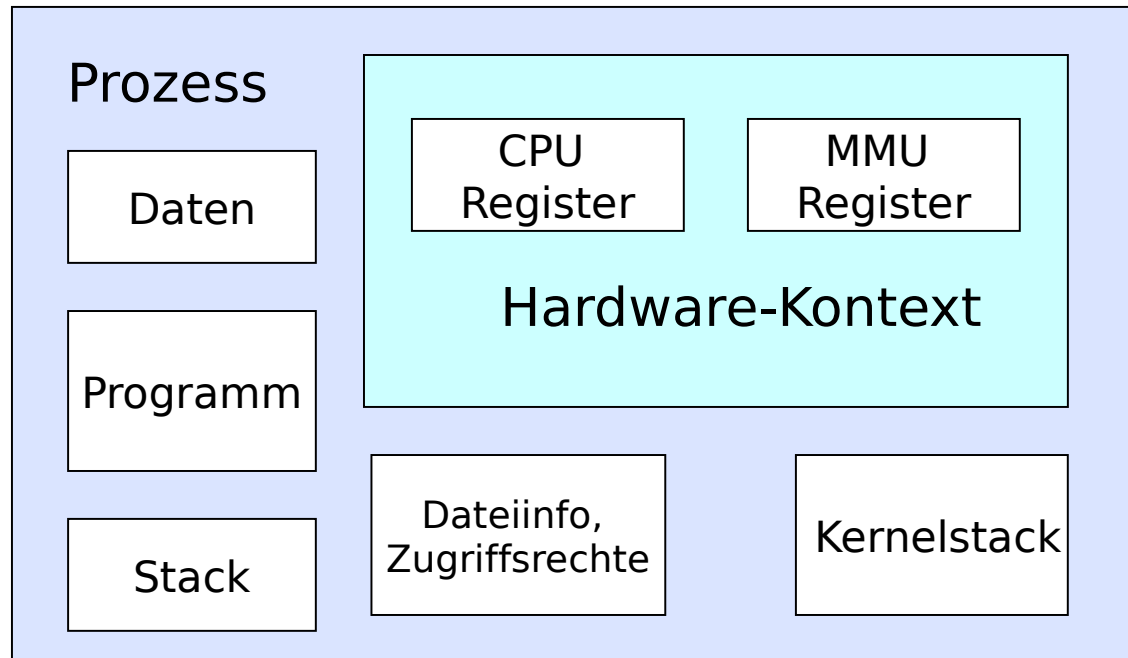 Prozess
Daten
Programm
Stack
CPU
Register
MMU
Register
Hardware-Kontext
Dateiinfo,
Zugriffsrechte
Kernelstack